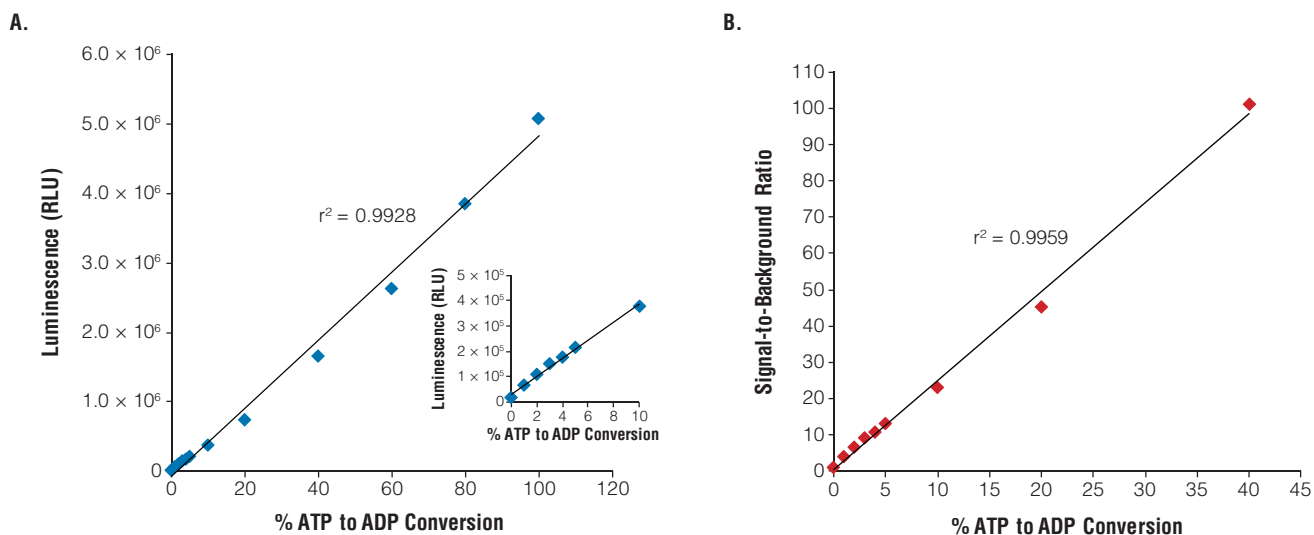 A.
Luminescence (RLU)
6.0 × 10⁶
5.0 × 10⁶
4.0 × 10⁶
3.0 × 10⁶
2.0 × 10⁶
1.0 × 10⁶
0
0 20 40 60 80 100 120
% ATP to ADP Conversion
r² = 0.9928
Luminescence (RLU)
5 × 10⁵
4 × 10⁵
3 × 10⁵
2 × 10⁵
1 × 10⁵
0
0 2 4 6 8 10
% ATP to ADP Conversion
B.
Signal-to-Background Ratio
110
100
90
80
70
60
50
40
30
20
10
0
0 5 10 15 20 25 30 35 40 45
% ATP to ADP Conversion
r² = 0.9959